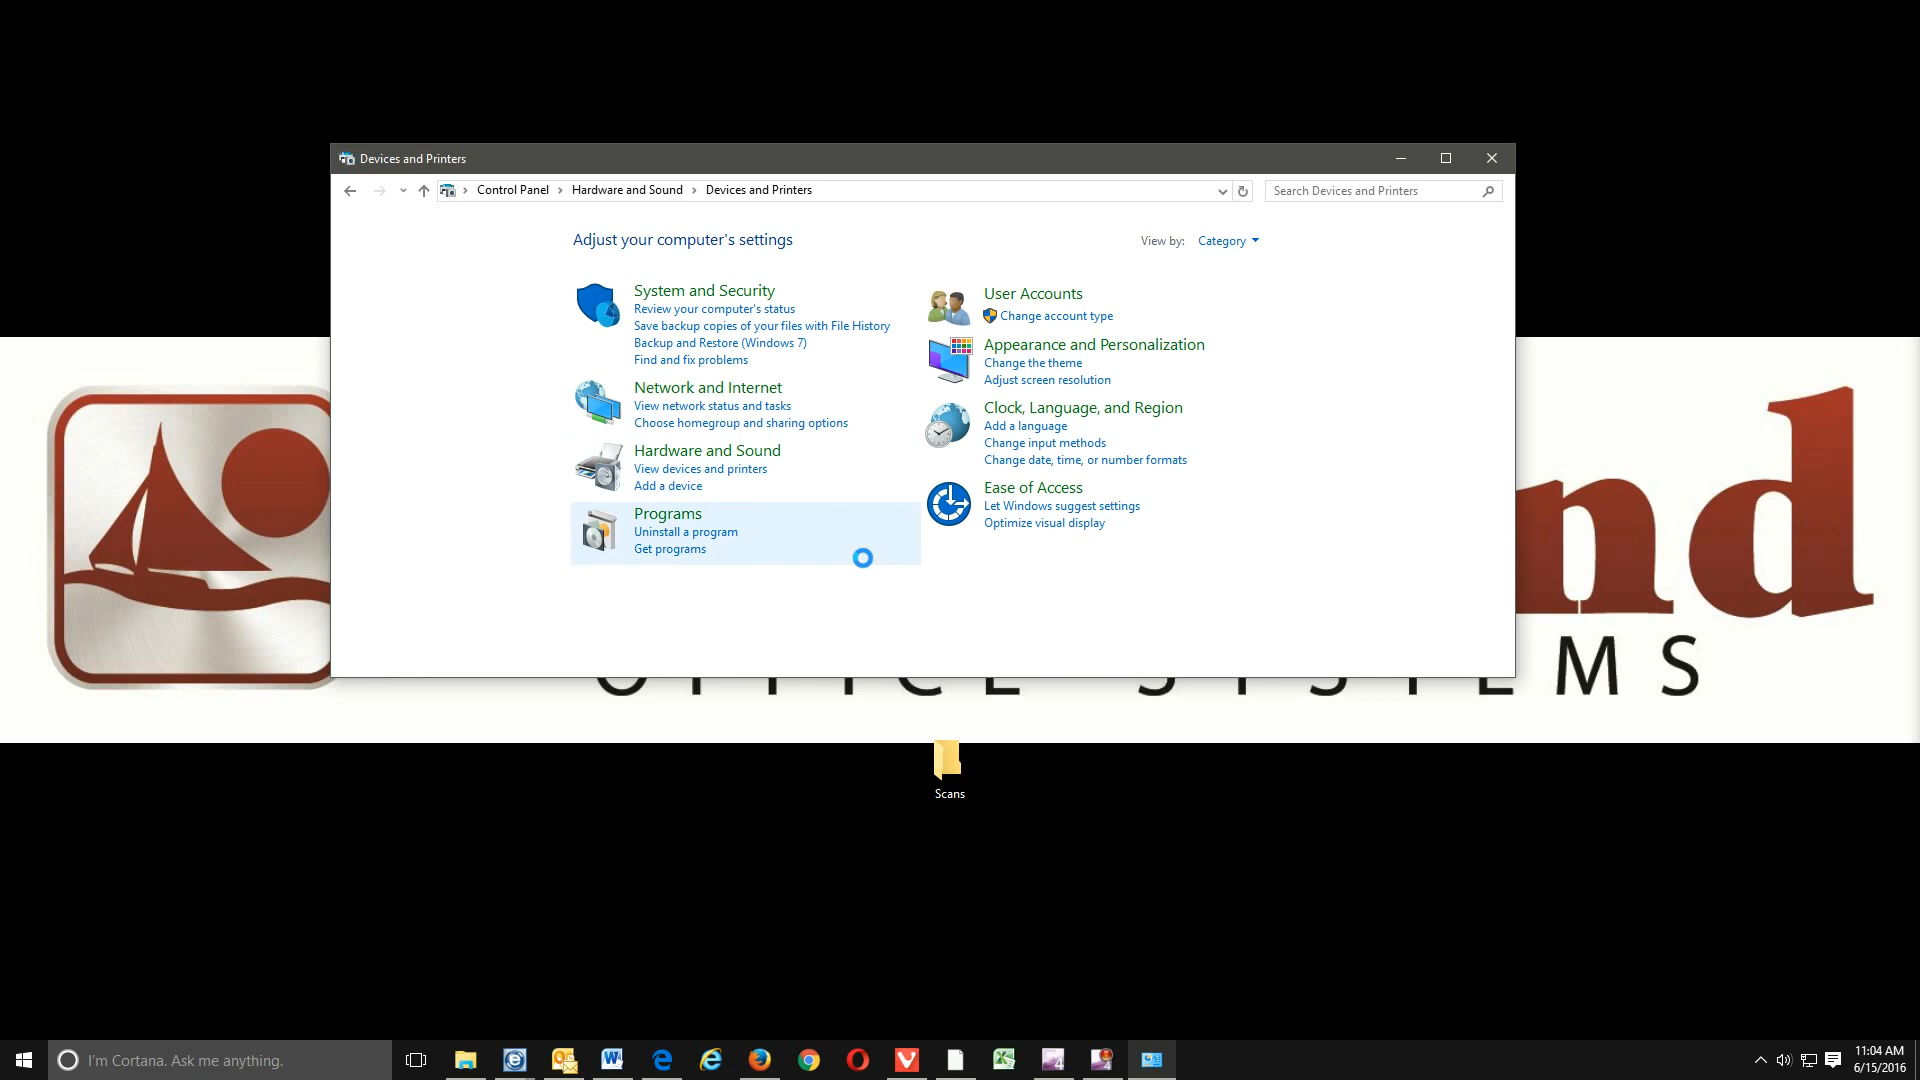 Devices and Printers
Control Panel > Hardware and Sound > Devices and Printers
Search Devices and Printers
Adjust your computer's settings
View by: Category
System and Security
Review your computer's status
Save backup copies of your files with File History
Backup and Restore (Windows 7)
Find and fix problems
Network and Internet
View network status and tasks
Choose homegroup and sharing options
Hardware and Sound
View devices and printers
Add a device
Programs
Uninstall a program
Get programs
User Accounts
Change account type
Appearance and Personalization
Change the theme
Adjust screen resolution
Clock, Language, and Region
Add a language
Change input methods
Change date, time, or number formats
Ease of Access
Let Windows suggest settings
Optimize visual display
nd
OFFICE SYSTEMS
Scans
I'm Cortana. Ask me anything.
11:04 AM
6/15/2016